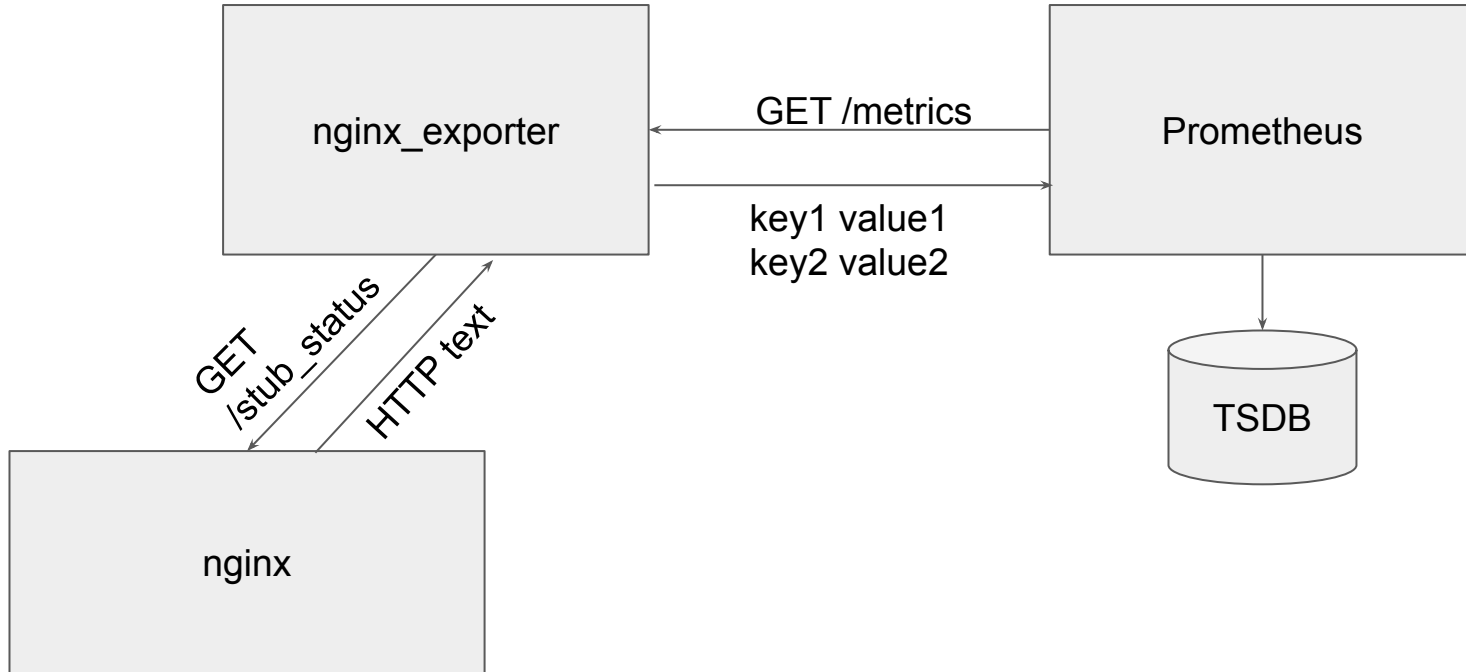 nginx_exporter
GET /metrics
Prometheus
key1 value1
key2 value2
GET
/stub_status
HTTP text
TSDB
nginx